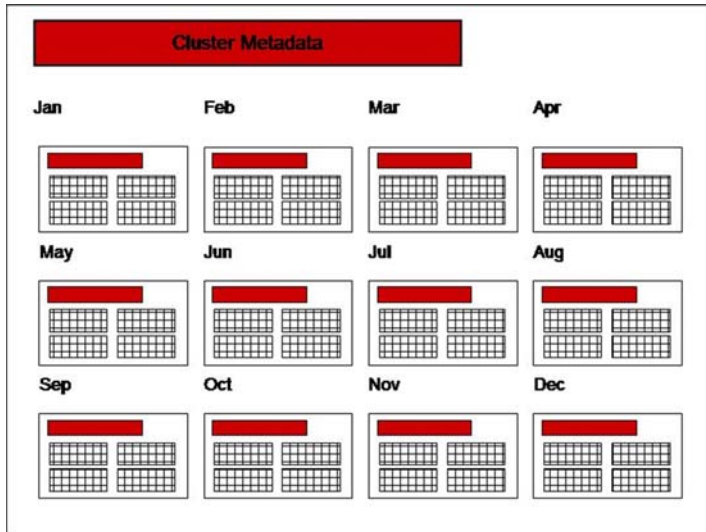 Cluster Metadata
Jan Feb Mar Apr
May Jun Jul Aug
Sep Oct Nov Dec